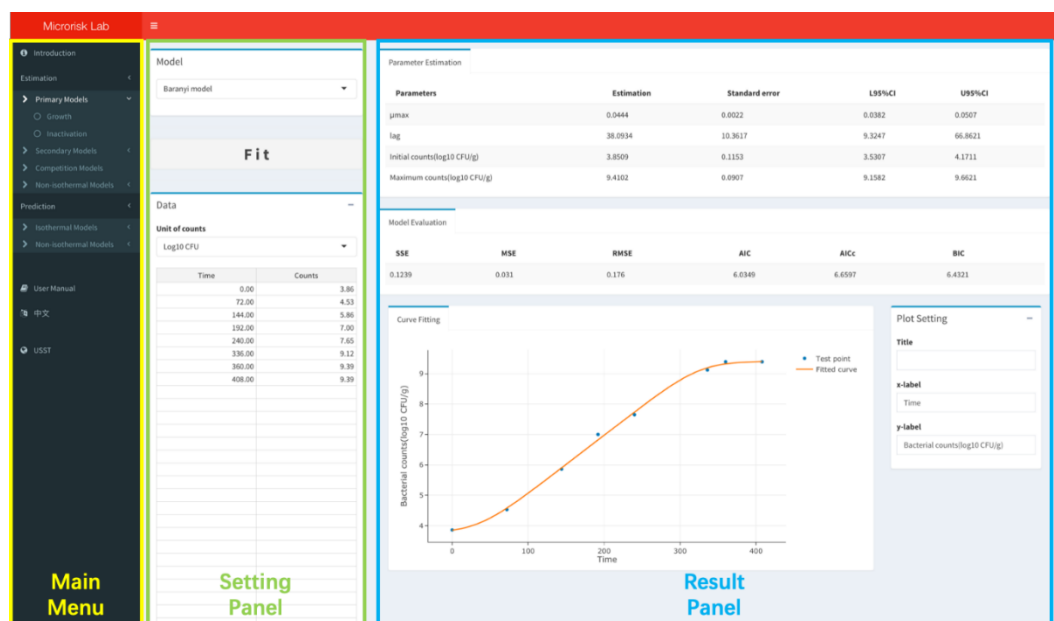 Microrisk Lab
Introduction
Estimation
Primary Models
Growth
Inactivation
Secondary Models
Competition Models
Non-isothermal Models
Prediction
Isothermal Models
Non-isothermal Models
User Manual
中文
USST
Main
Menu
Model
Baranyi model
Fit
Data
Unit of counts
Log10 CFU
Time Counts
0.00 3.86
72.00 4.53
144.00 5.86
192.00 7.00
240.00 7.65
336.00 9.12
360.00 9.39
408.00 9.39
Setting
Panel
Parameter Estimation
Parameters Estimation Standard error L95%CI U95%CI
μmax 0.0444 0.0022 0.0382 0.0507
lag 38.0934 10.3617 9.3247 66.8621
Initial counts(log10 CFU/g) 3.8509 0.1153 3.5307 4.1711
Maximum counts(log10 CFU/g) 9.4102 0.0907 9.1582 9.6621
Model Evaluation
SSE MSE RMSE AIC AICc BIC
0.1239 0.031 0.176 6.0349 6.6597 6.4321
Curve Fitting
Bacterial counts(log10 CFU/g)
9
8
7
6
5
4
0 100 200 300 400
Time
Test point
Fitted curve
Plot Setting
Title
x-label
Time
y-label
Bacterial counts(log10 CFU/g)
Result
Panel